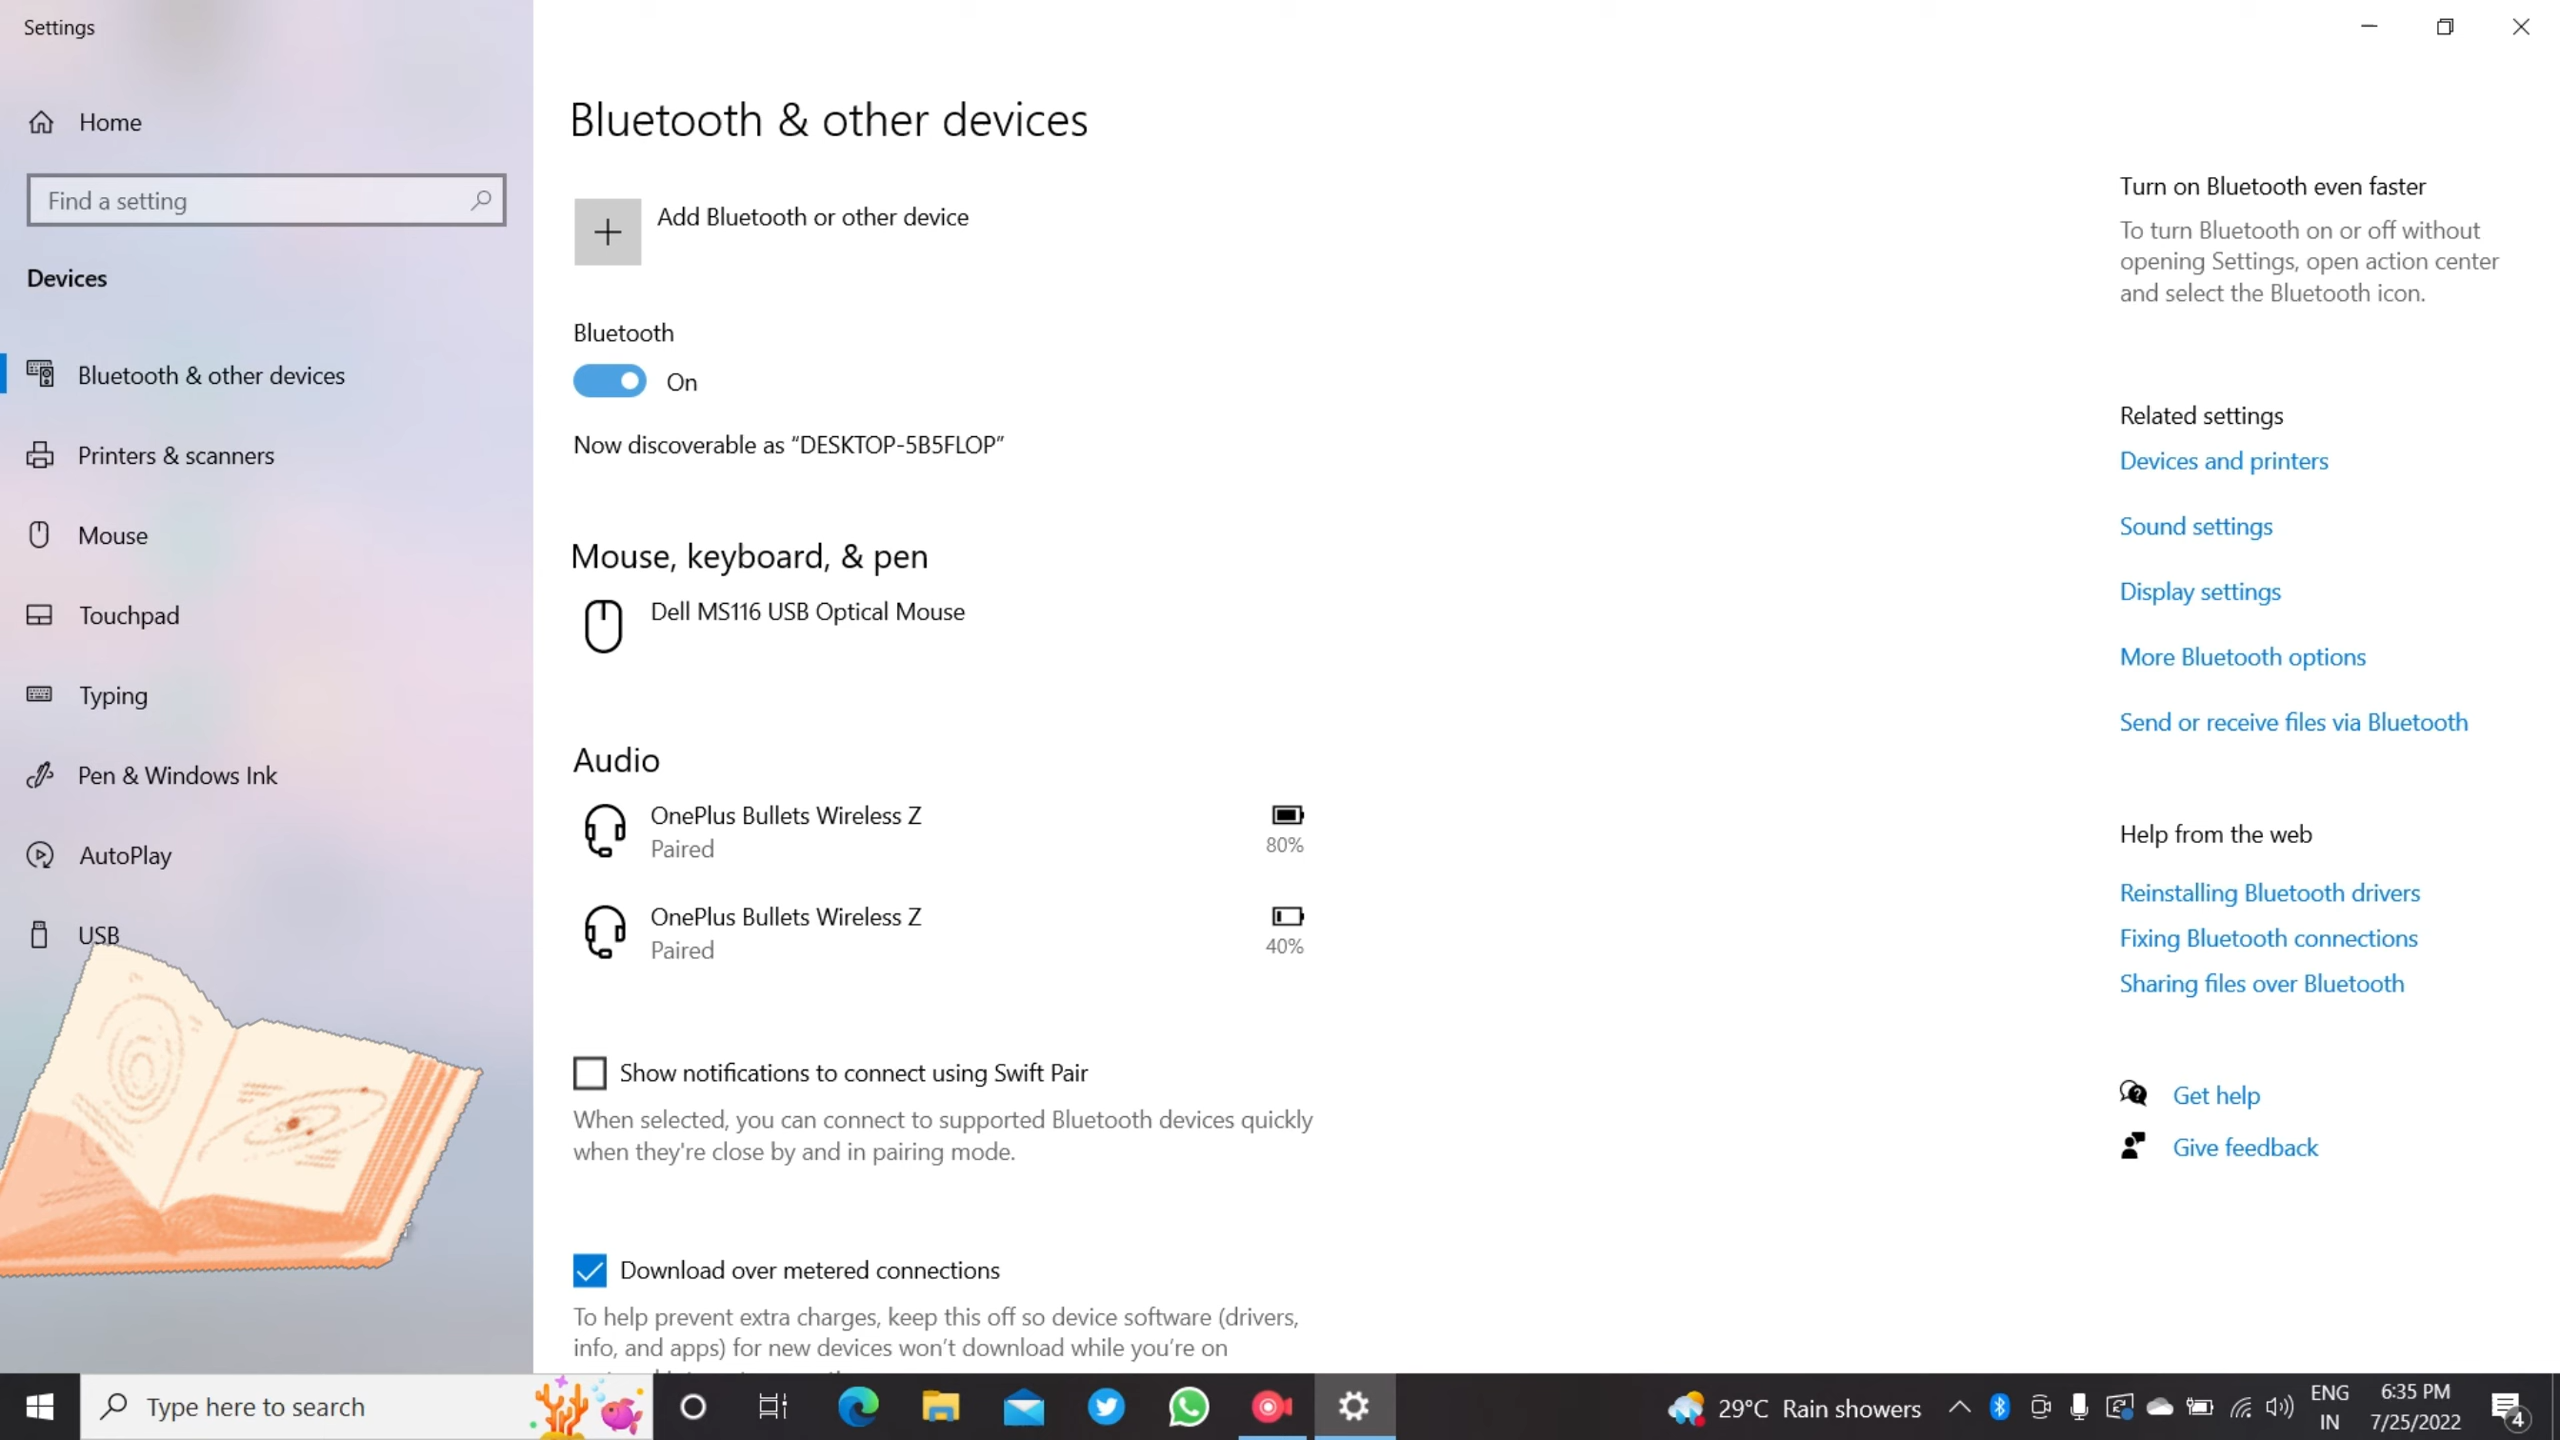 Settings
Home
Find a setting
Devices
Bluetooth & other devices
Printers & scanners
Mouse
Touchpad
Typing
Pen & Windows Ink
AutoPlay
USB
Bluetooth & other devices
Add Bluetooth or other device
Bluetooth
On
Now discoverable as “DESKTOP-5B5FLOP”
Mouse, keyboard, & pen
Dell MS116 USB Optical Mouse
Audio
OnePlus Bullets Wireless Z
Paired
80%
OnePlus Bullets Wireless Z
Paired
40%
Show notifications to connect using Swift Pair
When selected, you can connect to supported Bluetooth devices quickly
when they're close by and in pairing mode.
Download over metered connections
To help prevent extra charges, keep this off so device software (drivers,
info, and apps) for new devices won’t download while you’re on
Turn on Bluetooth even faster
To turn Bluetooth on or off without
opening Settings, open action center
and select the Bluetooth icon.
Related settings
Devices and printers
Sound settings
Display settings
More Bluetooth options
Send or receive files via Bluetooth
Help from the web
Reinstalling Bluetooth drivers
Fixing Bluetooth connections
Sharing files over Bluetooth
Get help
Give feedback
Type here to search
29°C Rain showers
ENG
IN
6:35 PM
7/25/2022
4